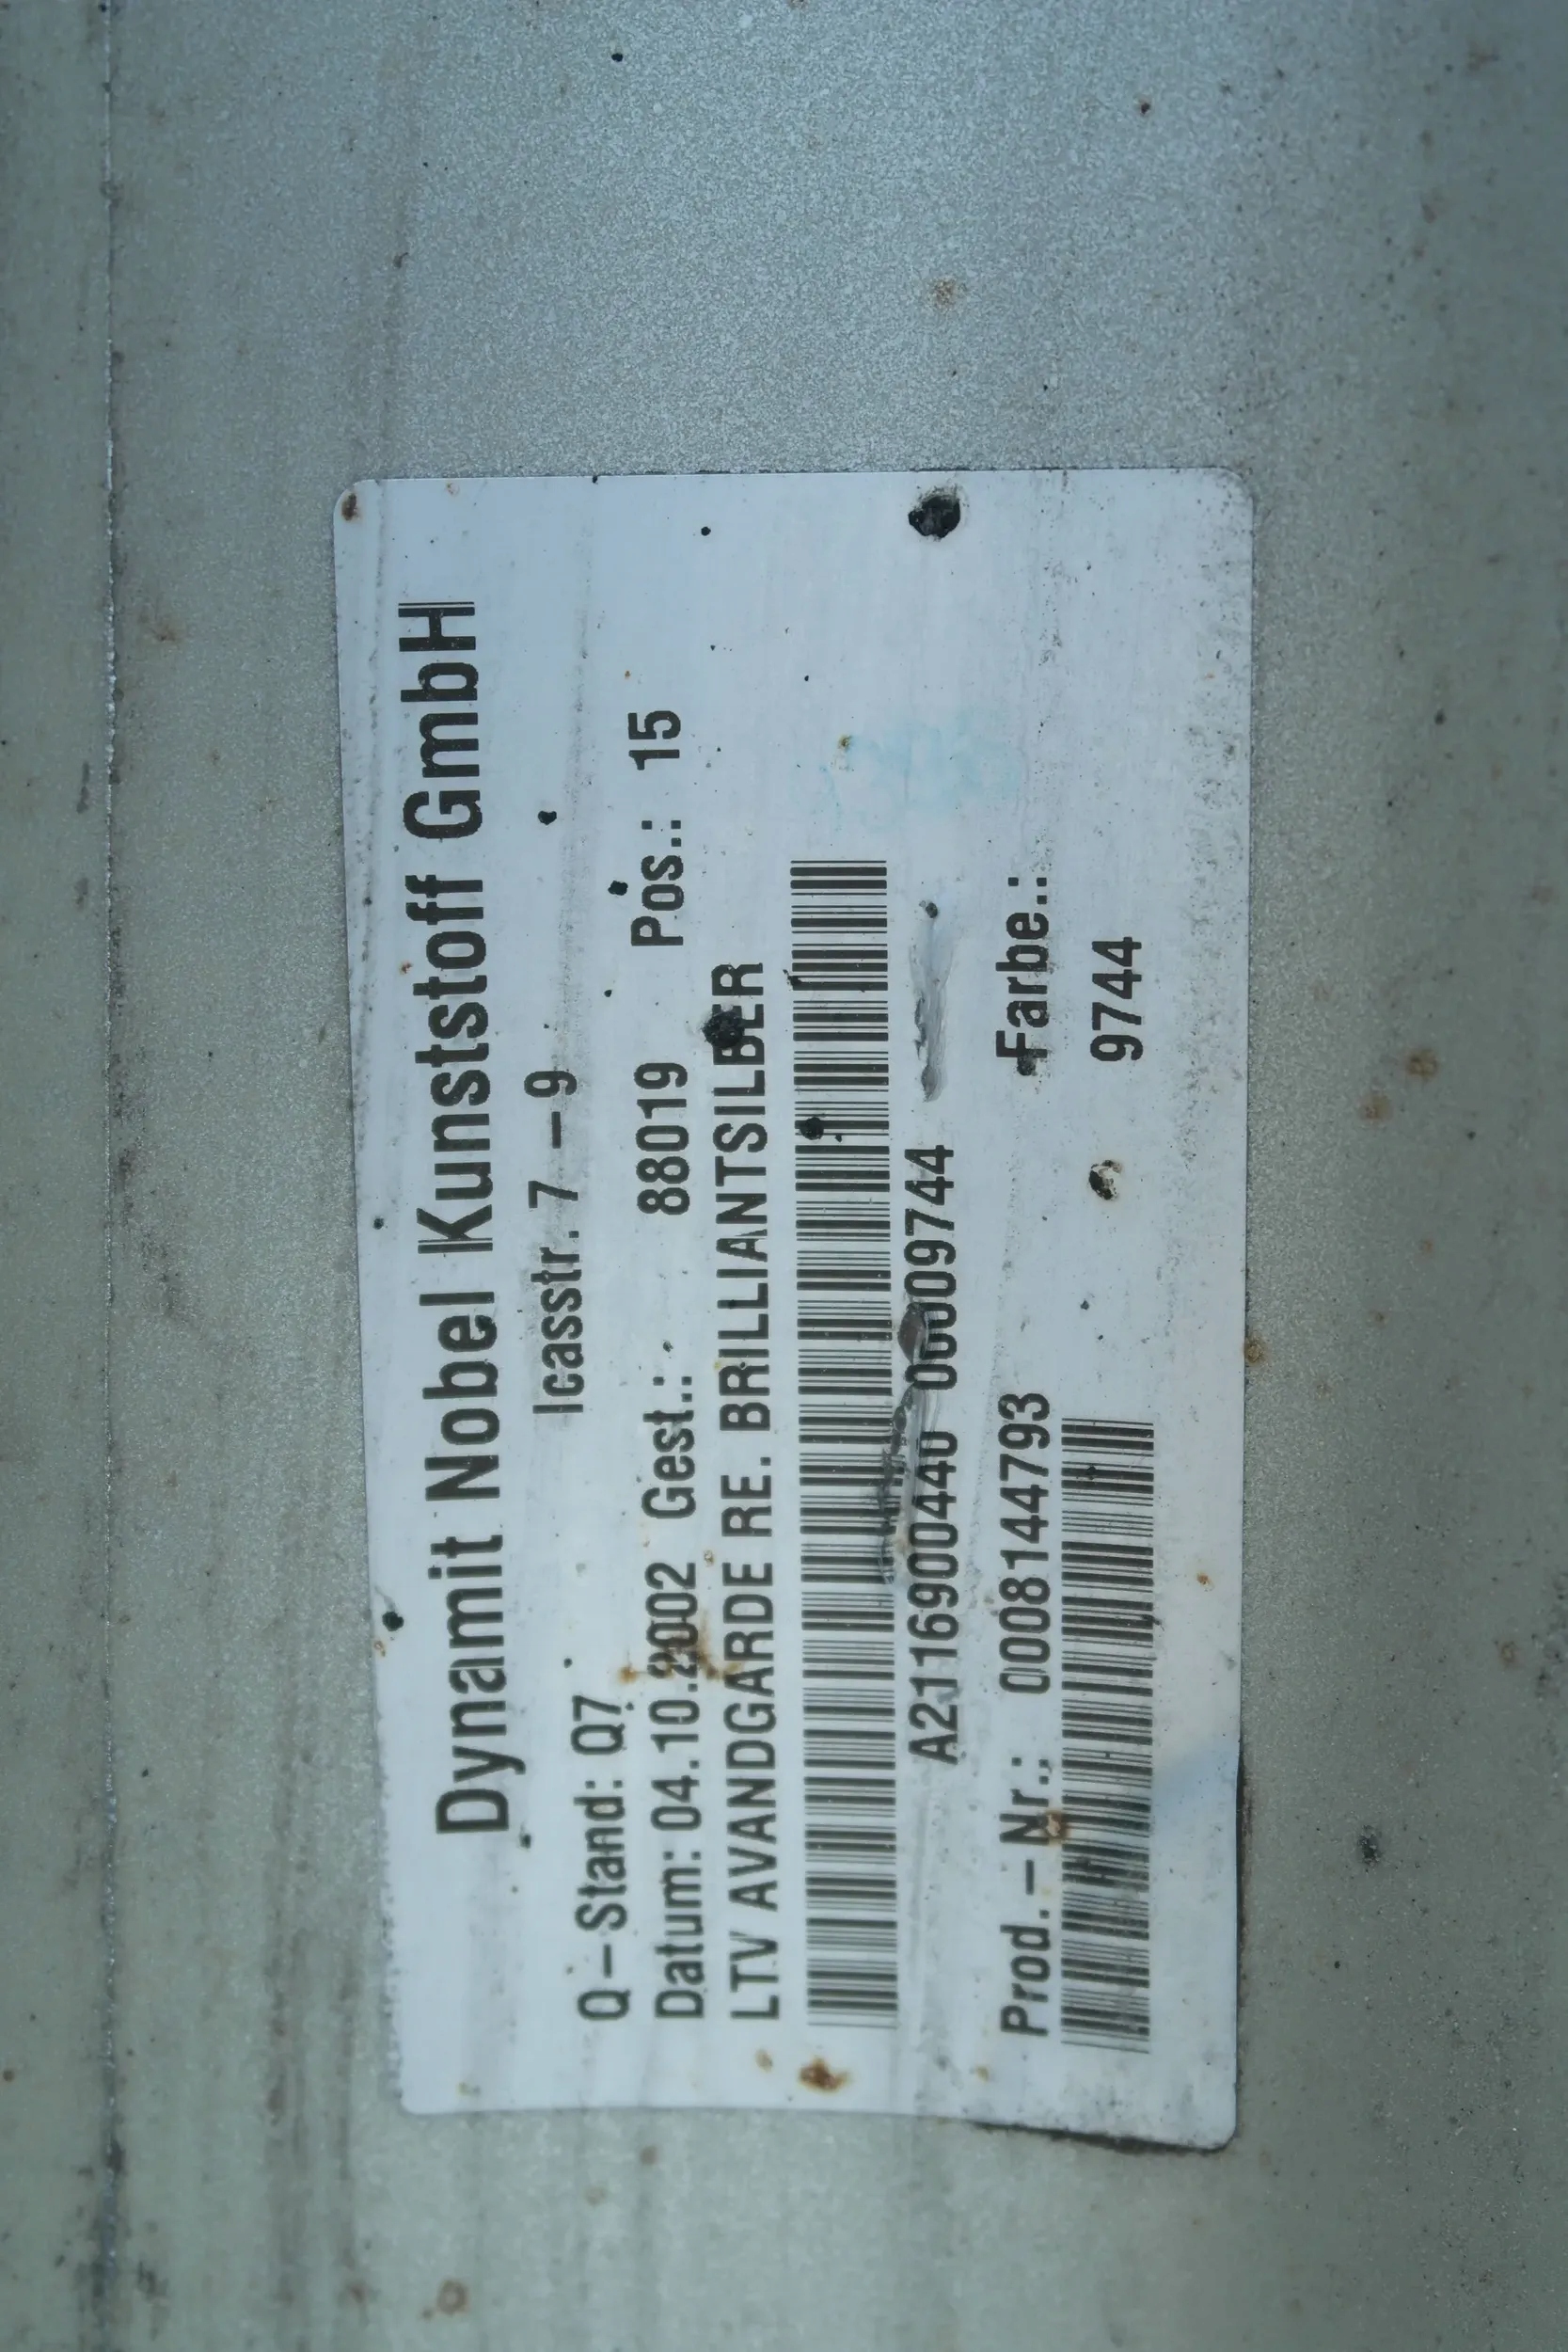 Dynamit Nobel Kunststoff GmbH
Icasstr. 7 – 9
Q – Stand: Q7
Datum: 04.10.2002 Gest.: 88019 Pos.: 15
LTV AVANDGARDE RE. BRILLIANTSILBER
A2116900440 00009744
Prod. – Nr.: 0008144793 Farbe.:
9744